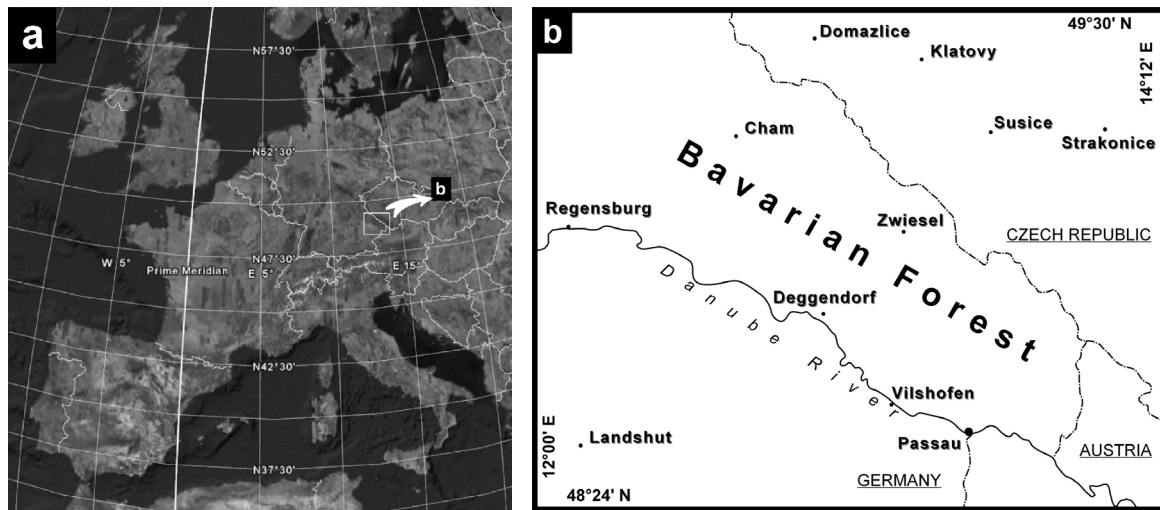 a
N57°30'
N52°30'
b
N47°30'
W 5°
Prime Meridian
E 5°
E 15°
N42°30'
N37°30'
b
49°30' N
14°12' E
Domazlice
Klatovy
Cham
Susice
Strakonice
Bavarian Forest
Regensburg
Zwiesel
CZECH REPUBLIC
Danube River
Deggendorf
Vilshofen
Landshut
Passau
AUSTRIA
GERMANY
12°00' E
48°24' N